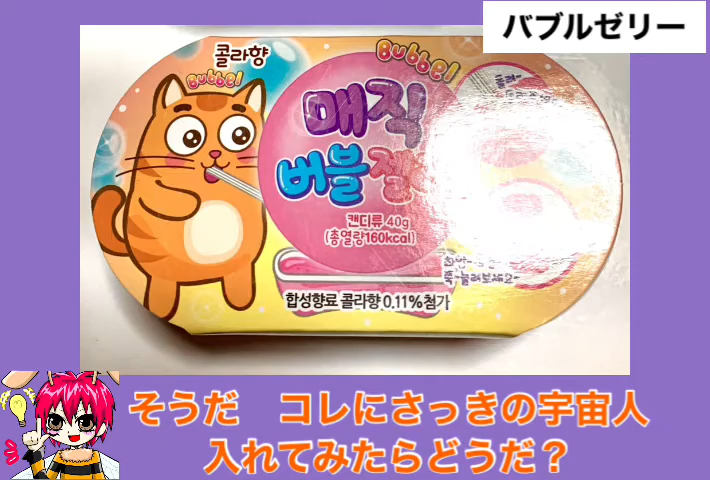 バブルゼリー
콜라향
Bubbel
Bubbel
매직
버블젤
캔디류 40g
(총열량160kcal)
합성향료 콜라향 0.11%첨가
そうだ　コレにさっきの宇宙人
入れてみたらどうだ？